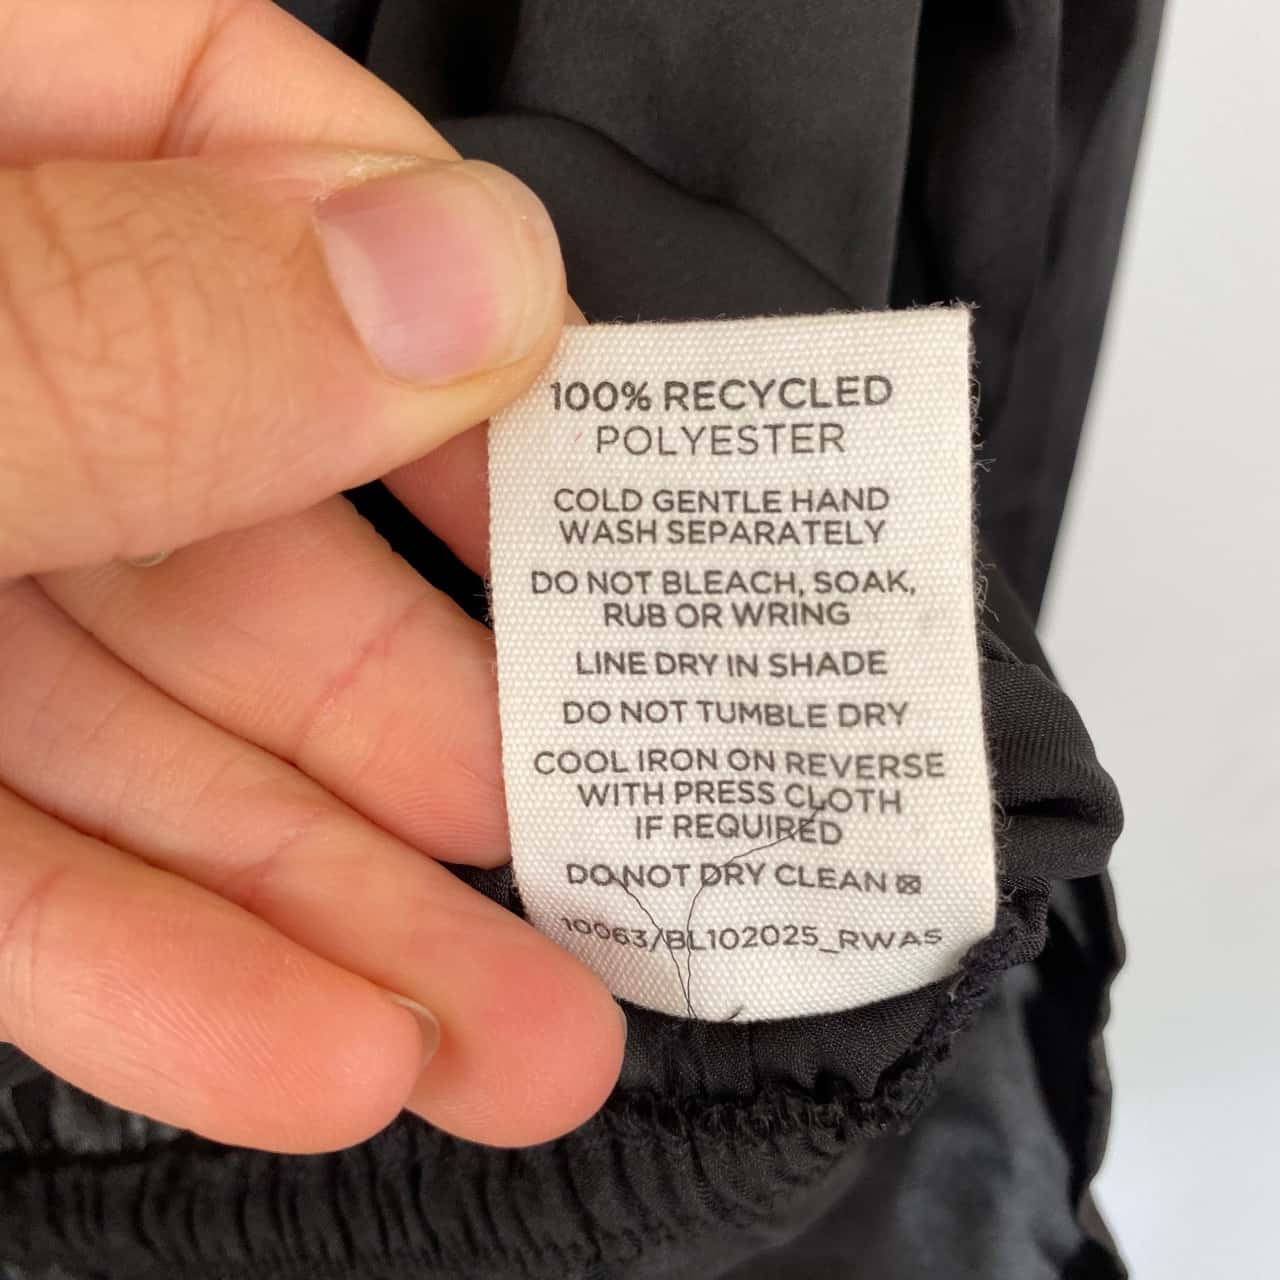 100% RECYCLED
POLYESTER
COLD GENTLE HAND
WASH SEPARATELY
DO NOT BLEACH, SOAK,
RUB OR WRING
LINE DRY IN SHADE
DO NOT TUMBLE DRY
COOL IRON ON REVERSE
WITH PRESS CLOTH
IF REQUIRED
DO NOT DRY CLEAN
10063/BL102025_RWAS